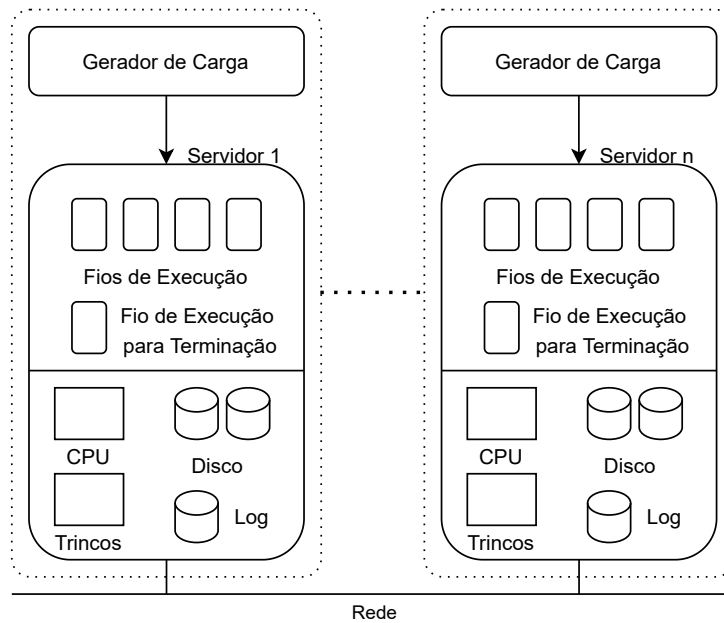 Gerador de Carga
Servidor 1
Fios de Execução
Fio de Execução
para Terminação
CPU
Disco
Trincos
Log
Gerador de Carga
Servidor n
Fios de Execução
Fio de Execução
para Terminação
CPU
Disco
Trincos
Log
Rede